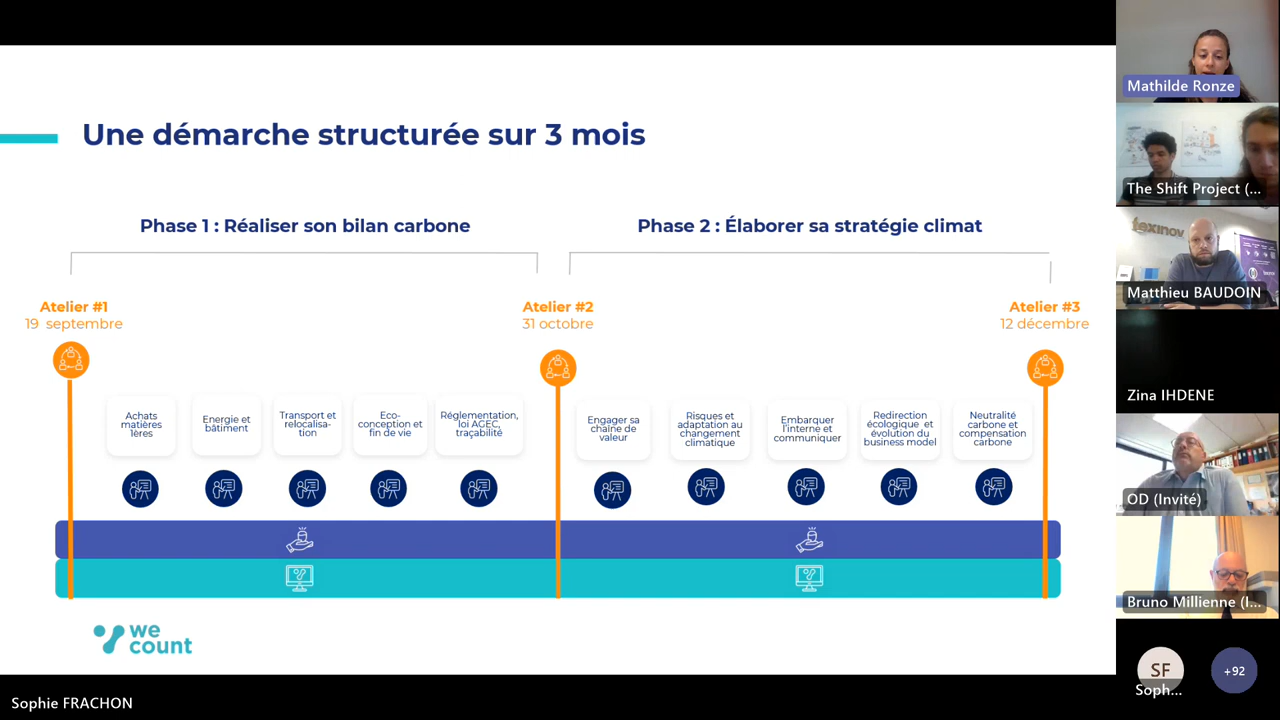 Une démarche structurée sur 3 mois
Phase 1 : Réaliser son bilan carbone
Phase 2 : Élaborer sa stratégie climat
Atelier #1
19 septembre
Atelier #2
31 octobre
Atelier #3
12 décembre
Achats
matières
1ères
Energie et
bâtiment
Transport et
relocalisa-
tion
Eco-
conception et
fin de vie
Réglementation,
loi AGEC,
traçabilité
Engager sa
chaîne de
valeur
Risques et
adaptation au
changement
climatique
Embarquer
l'interne et
communiquer
Redirection
écologique et
évolution du
business model
Neutralité
carbone et
compensation
carbone
we
count
Sophie FRACHON
Mathilde Ronze
The Shift Project (...
texinov
Matthieu BAUDOIN
Zina IHDENE
OD (Invité)
Bruno Millienne (I...
SF
Soph...
+92